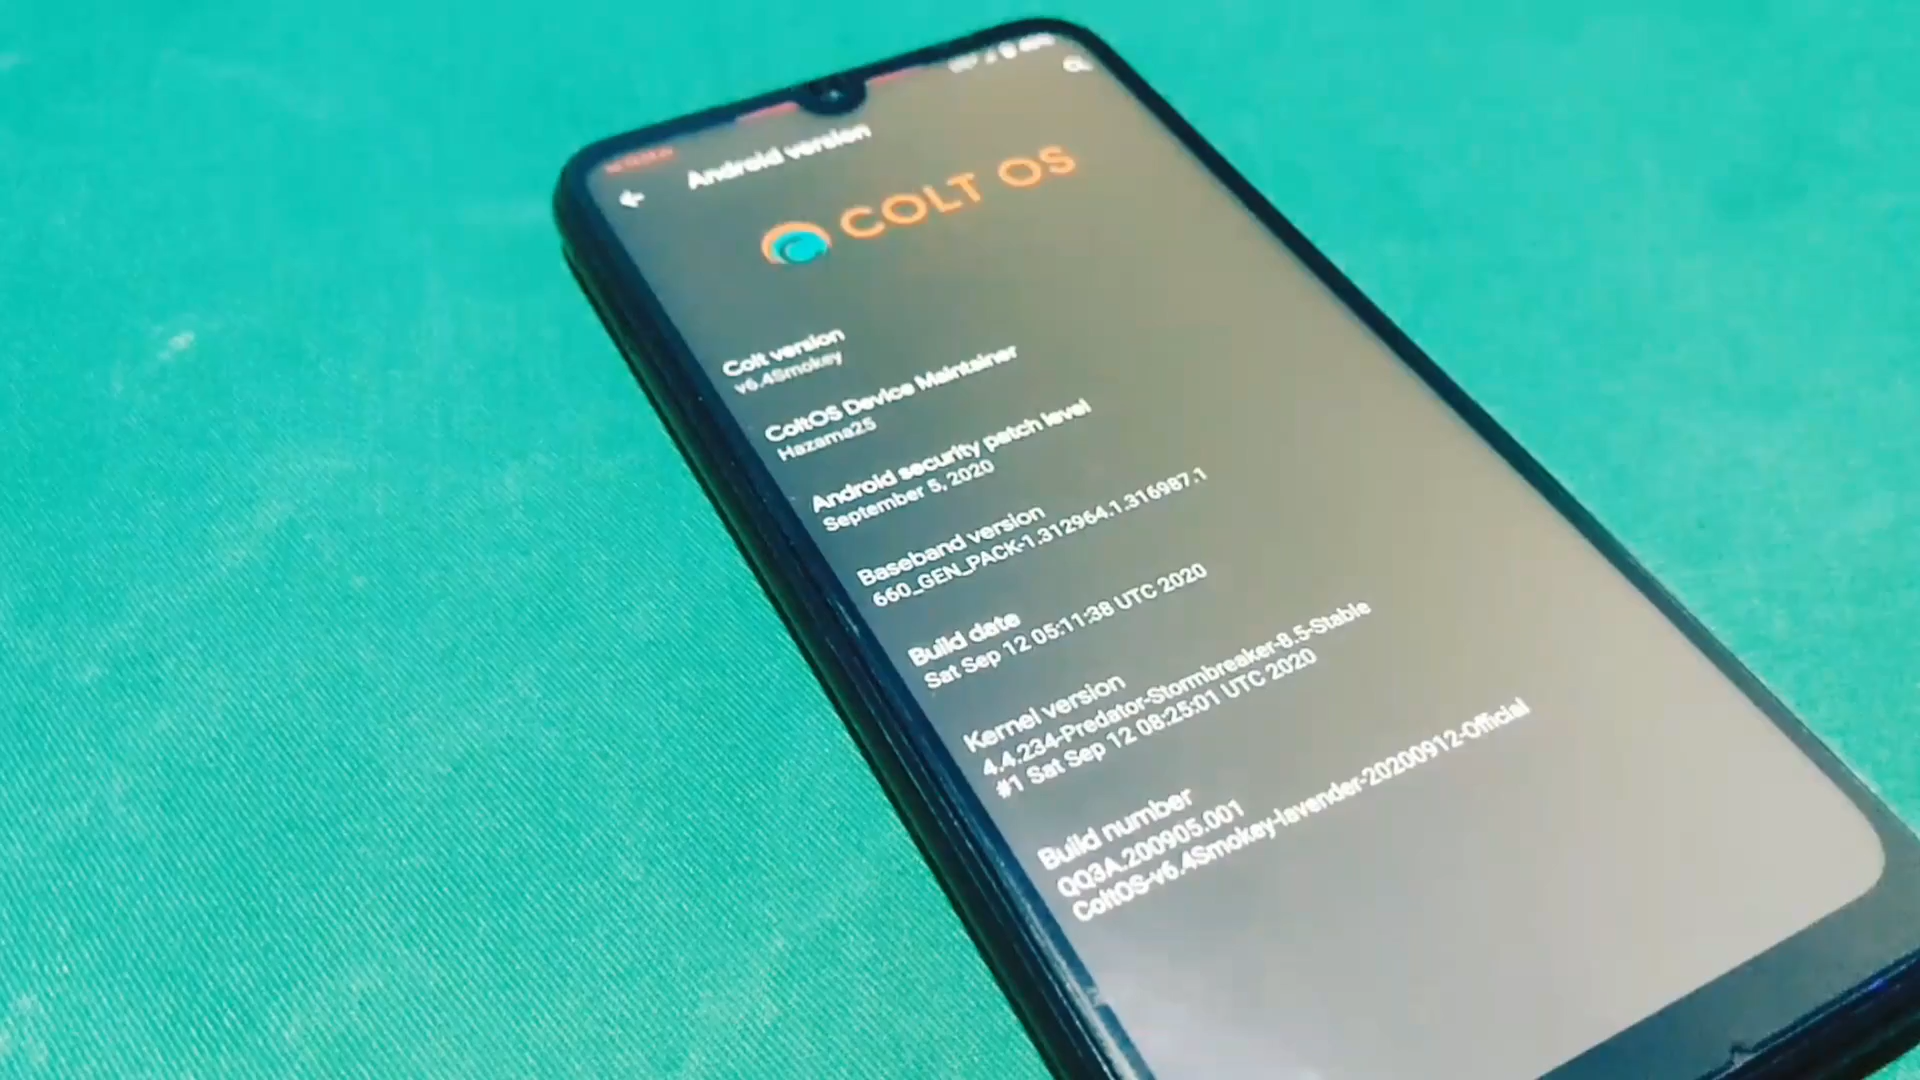 Android version
COLT OS
Colt version
v6.4Smokey
ColtOS Device Maintainer
Hazama25
Android security patch level
September 5, 2020
Baseband version
660_GEN_PACK-1.312964.1.316987.1
Build date
Sat Sep 12 05:11:38 UTC 2020
Kernel version
4.4.234-Predator-Stormbreaker-8.5-Stable
#1 Sat Sep 12 08:25:01 UTC 2020
Build number
QQ3A.200905.001
ColtOS-v6.4Smokey-lavender-20200912-Official